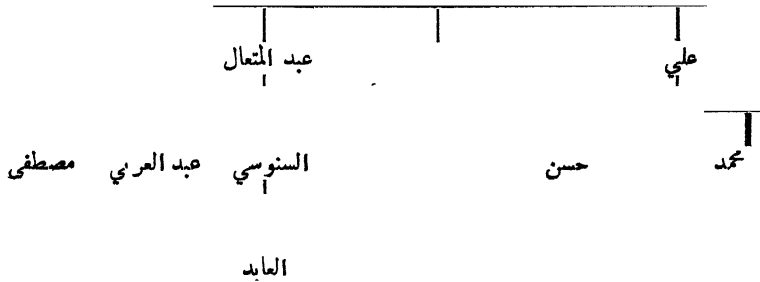 علي عبد المتعال
محمد حسن السنوسي عبد العربي مصطفى
العابد